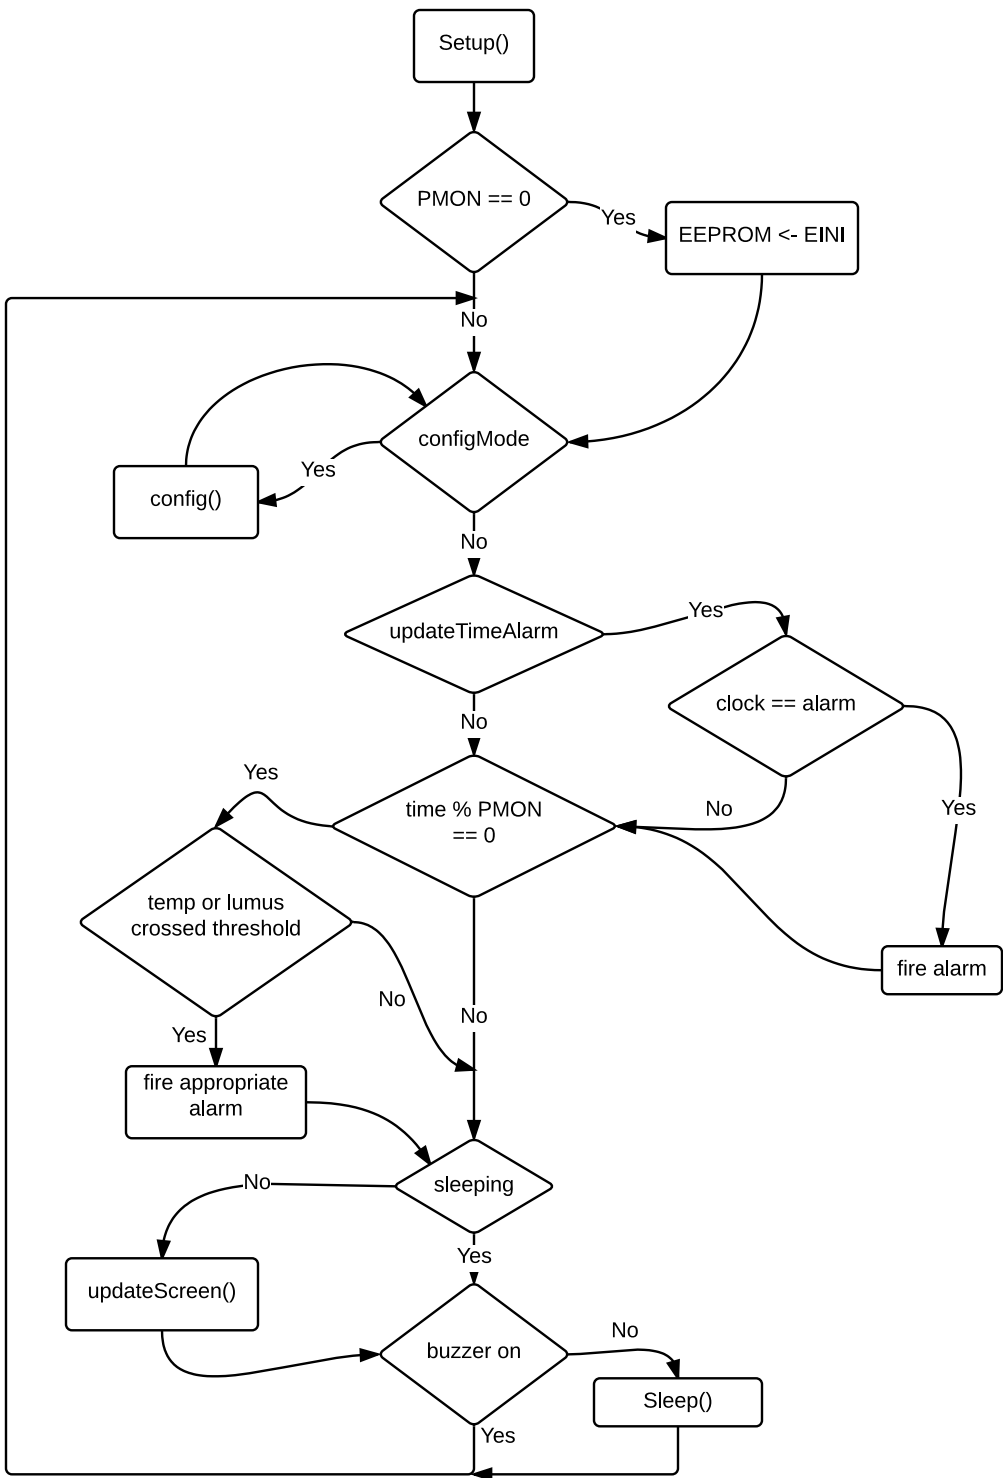 Setup()
PMON == 0
Yes
EEPROM <- EINI
No
configMode
Yes
config()
No
updateTimeAlarm
Yes
clock == alarm
No
Yes
time % PMON
== 0
No
Yes
temp or lumus
crossed threshold
fire alarm
No
No
Yes
fire appropriate
alarm
sleeping
No
Yes
updateScreen()
buzzer on
No
Sleep()
Yes